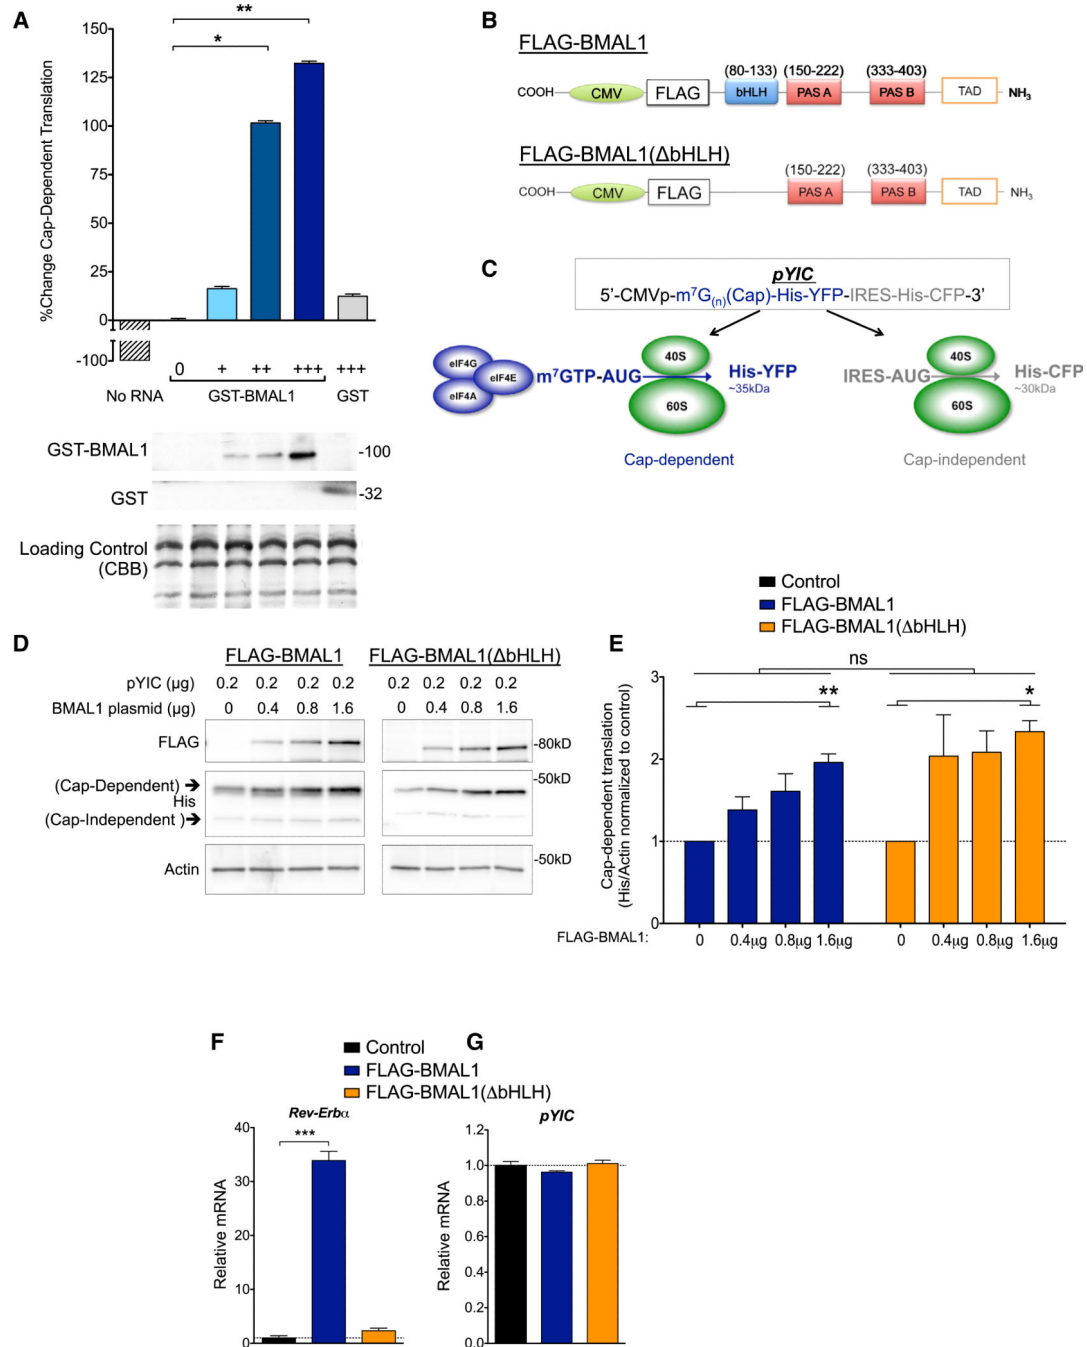 A
%Change Cap-Dependent Translation
150
125
100
75
50
25
0
-100
*
**
0 + ++ +++ +++
No RNA GST-BMAL1 GST
GST-BMAL1 -100
GST -32
Loading Control
(CBB)
B
FLAG-BMAL1
(80-133) (150-222) (333-403)
COOH CMV FLAG bHLH PAS A PAS B TAD NH3
FLAG-BMAL1(ΔbHLH)
(150-222) (333-403)
COOH CMV FLAG PAS A PAS B TAD NH3
C
pYIC
5'-CMVp-m7G(n)(Cap)-His-YFP-IRES-His-CFP-3'
eIF4G eIF4E eIF4A
m7GTP-AUG 40S 60S His-YFP
~35kDa
Cap-dependent
IRES-AUG 40S 60S His-CFP
~30kDa
Cap-independent
D
FLAG-BMAL1 FLAG-BMAL1(ΔbHLH)
pYIC (μg) 0.2 0.2 0.2 0.2 0.2 0.2 0.2 0.2
BMAL1 plasmid (μg) 0 0.4 0.8 1.6 0 0.4 0.8 1.6
FLAG -80kD
(Cap-Dependent) ➔ -50kD
His
(Cap-Independent ) ➔
Actin -50kD
Control
FLAG-BMAL1
FLAG-BMAL1(ΔbHLH)
E
Cap-dependent translation
(His/Actin normalized to control)
3
2
1
0
ns
**
*
FLAG-BMAL1: 0 0.4μg 0.8μg 1.6μg 0 0.4μg 0.8μg 1.6μg
F
Control
FLAG-BMAL1
FLAG-BMAL1(ΔbHLH)
Rev-Erbα
Relative mRNA
40
30
20
10
0
***
G
pYIC
Relative mRNA
1.2
1.0
0.8
0.6
0.4
0.2
0.0